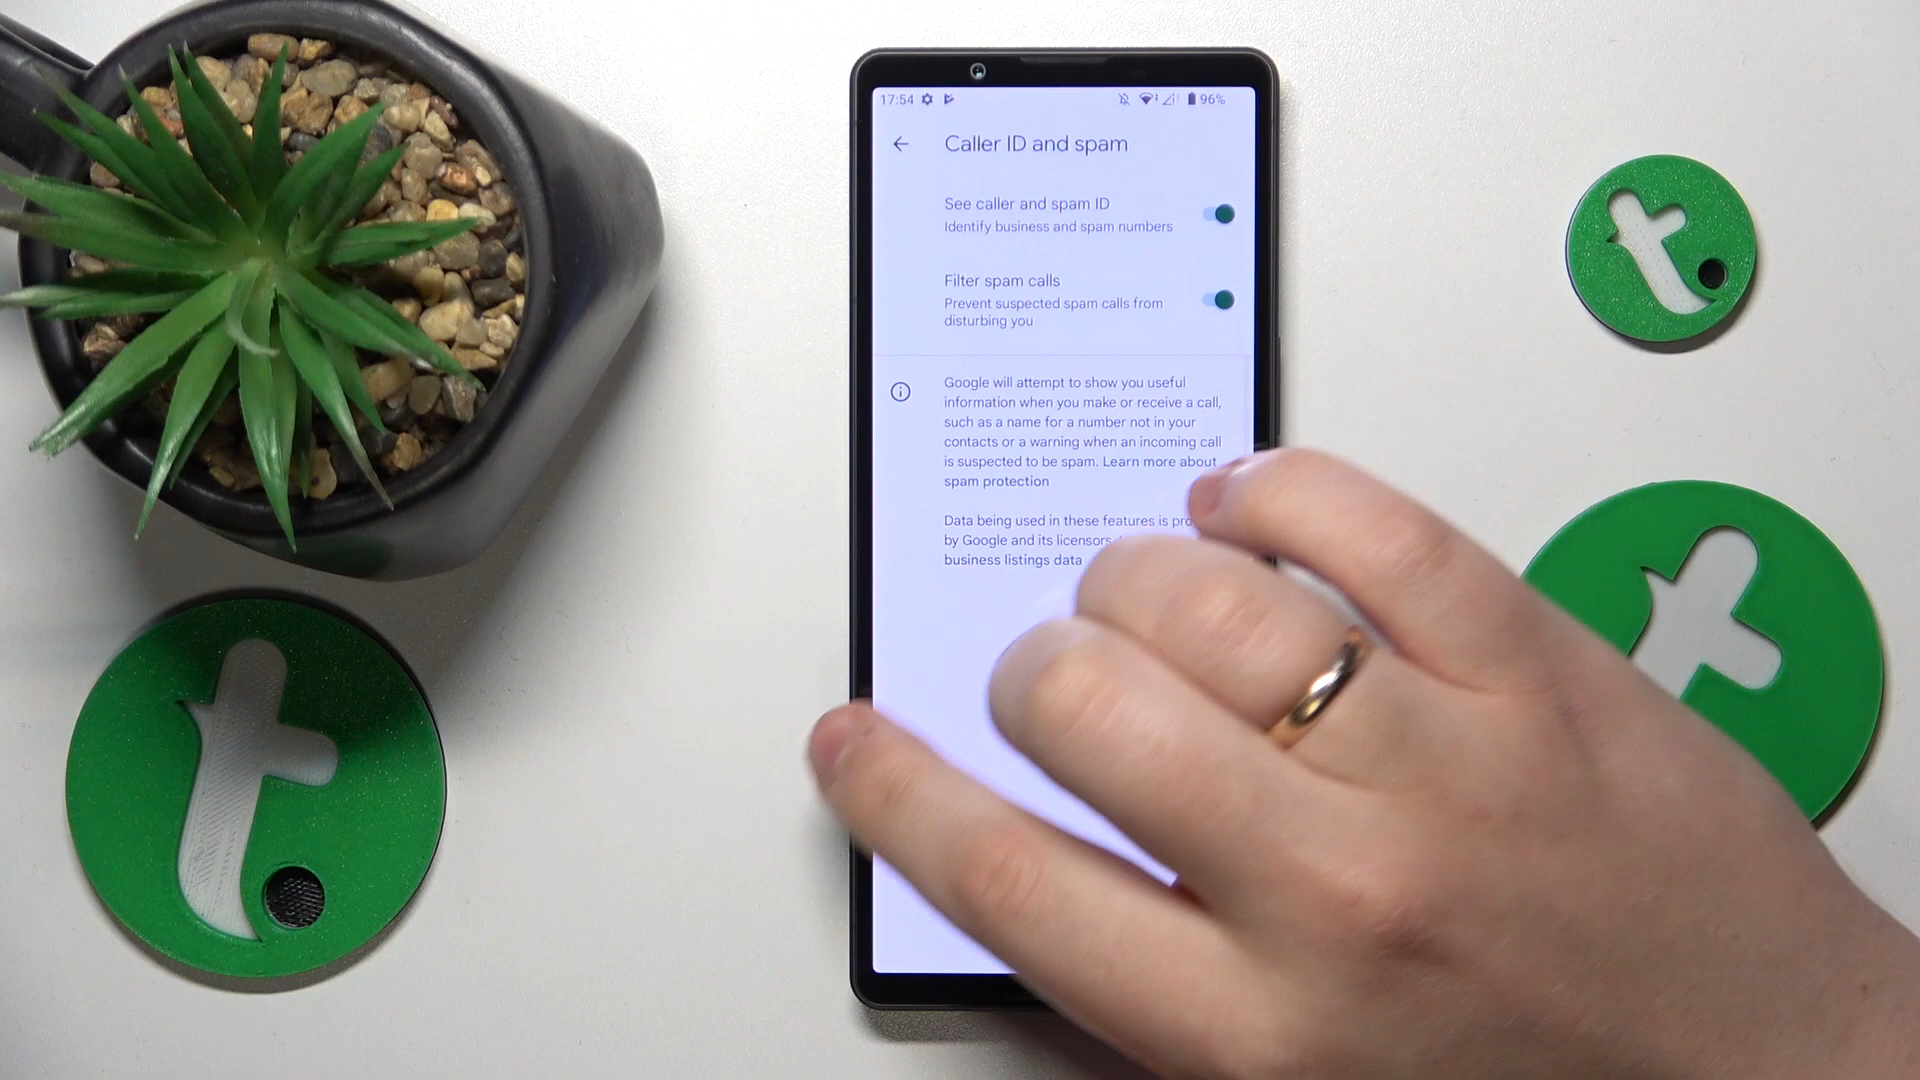 17:54 96%
Caller ID and spam
See caller and spam ID
Identify business and spam numbers
Filter spam calls
Prevent suspected spam calls from
disturbing you
Google will attempt to show you useful
information when you make or receive a call,
such as a name for a number not in your
contacts or a warning when an incoming call
is suspected to be spam. Learn more about
spam protection
Data being used in these features is
by Google and its licensors
business listings data